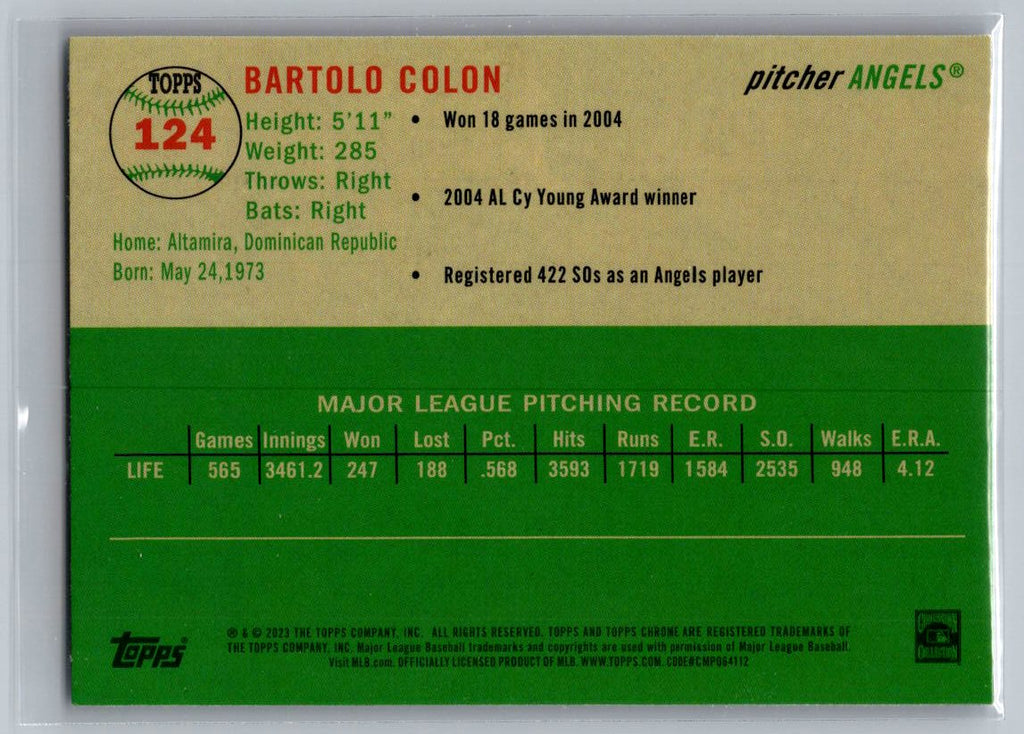 TOPPS
124
BARTOLO COLON
pitcher ANGELS®
Height: 5'11"
Weight: 285
Throws: Right
Bats: Right
Home: Altamira, Dominican Republic
Born: May 24,1973
• Won 18 games in 2004
• 2004 AL Cy Young Award winner
• Registered 422 SOs as an Angels player
MAJOR LEAGUE PITCHING RECORD
Games Innings Won Lost Pct. Hits Runs E.R. S.O. Walks E.R.A.
LIFE 565 3461.2 247 188 .568 3593 1719 1584 2535 948 4.12
topps®
® & © 2023 THE TOPPS COMPANY, INC. ALL RIGHTS RESERVED. TOPPS AND TOPPS CHROME ARE REGISTERED TRADEMARKS OF
THE TOPPS COMPANY, INC. Major League Baseball trademarks and copyrights are used with permission of Major League Baseball.
Visit MLB.com. OFFICIALLY LICENSED PRODUCT OF MLB. WWW.TOPPS.COM. CODE#CMP064112
COLLECTION